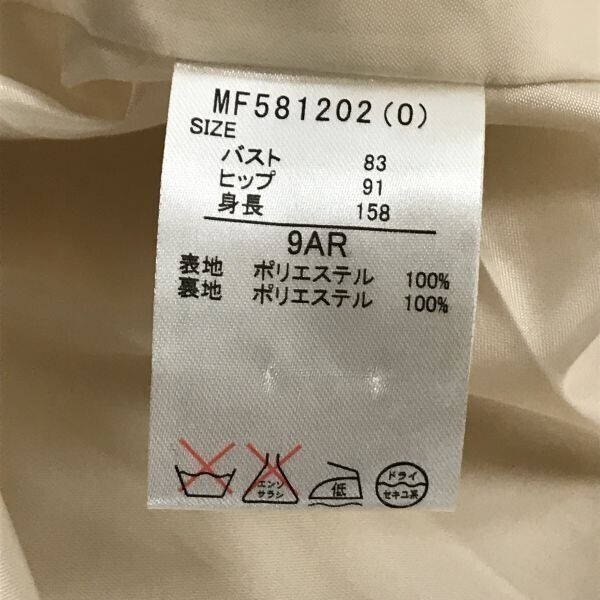 MF581202(0)
SIZE
バスト 83
ヒップ 91
身長 158
9AR
表地 ポリエステル 100%
裏地 ポリエステル 100%
エンソ サラシ 低 ドライ セキユ系